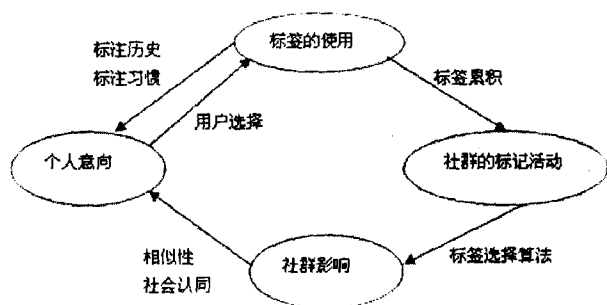 标签的使用
标注历史
标注习惯
标签累积
用户选择
个人意向
社群的标记活动
相似性
社会认同
社群影响
标签选择算法